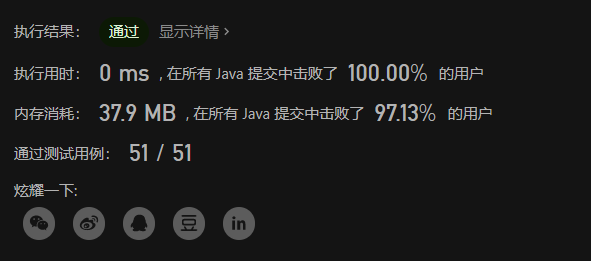 执行结果： 通过 显示详情 >
执行用时： 0 ms , 在所有 Java 提交中击败了 100.00% 的用户
内存消耗： 37.9 MB , 在所有 Java 提交中击败了 97.13% 的用户
通过测试用例： 51 / 51
炫耀一下:
豆 in